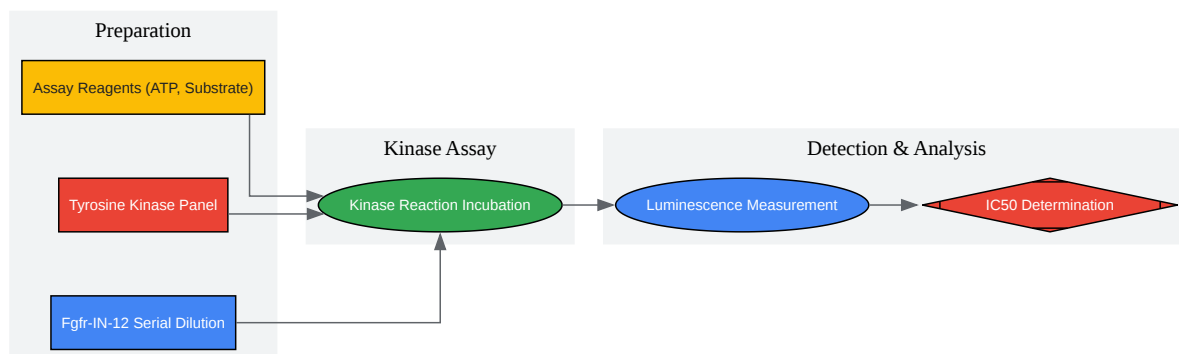 Preparation
Assay Reagents (ATP, Substrate)
Tyrosine Kinase Panel
Fgfr-IN-12 Serial Dilution
Kinase Assay
Kinase Reaction Incubation
Detection & Analysis
Luminescence Measurement
IC50 Determination